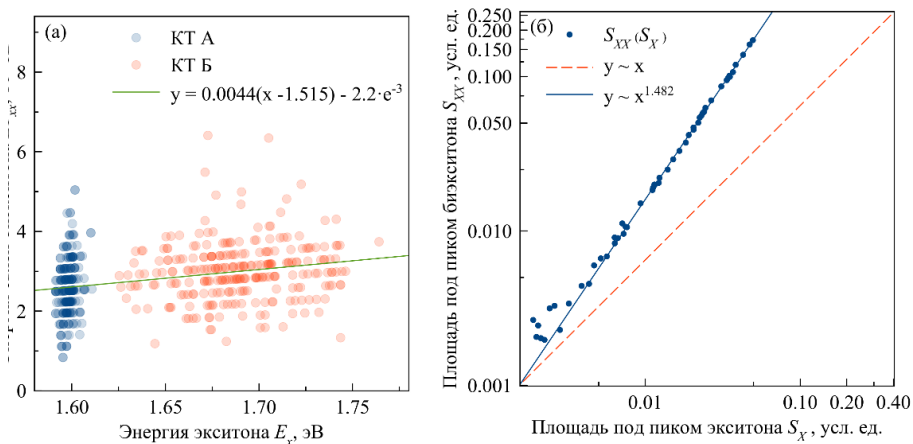 (а)
КТ А
КТ Б
y = 0.0044(x -1.515) - 2.2·e⁻³
8
6
4
2
0
1.60
1.65
1.70
1.75
Энергия экситона Eₓ, эВ
(б)
S_XX(S_X)
y ~ x
y ~ x^1.482
0.250
0.200
0.150
0.100
0.050
0.010
0.001
0.01
0.10
0.20
0.40
Площадь под пиком биэкситона S_XX, усл. ед.
Площадь под пиком экситона S_X, усл. ед.